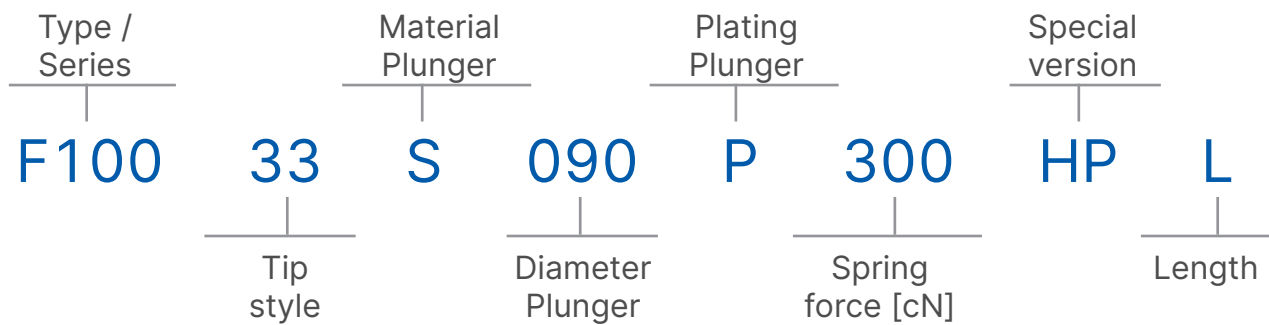 Type /
Series
Material
Plunger
Plating
Plunger
Special
version
F100 33 S 090 P 300 HP L
Tip
style
Diameter
Plunger
Spring
force [cN]
Length